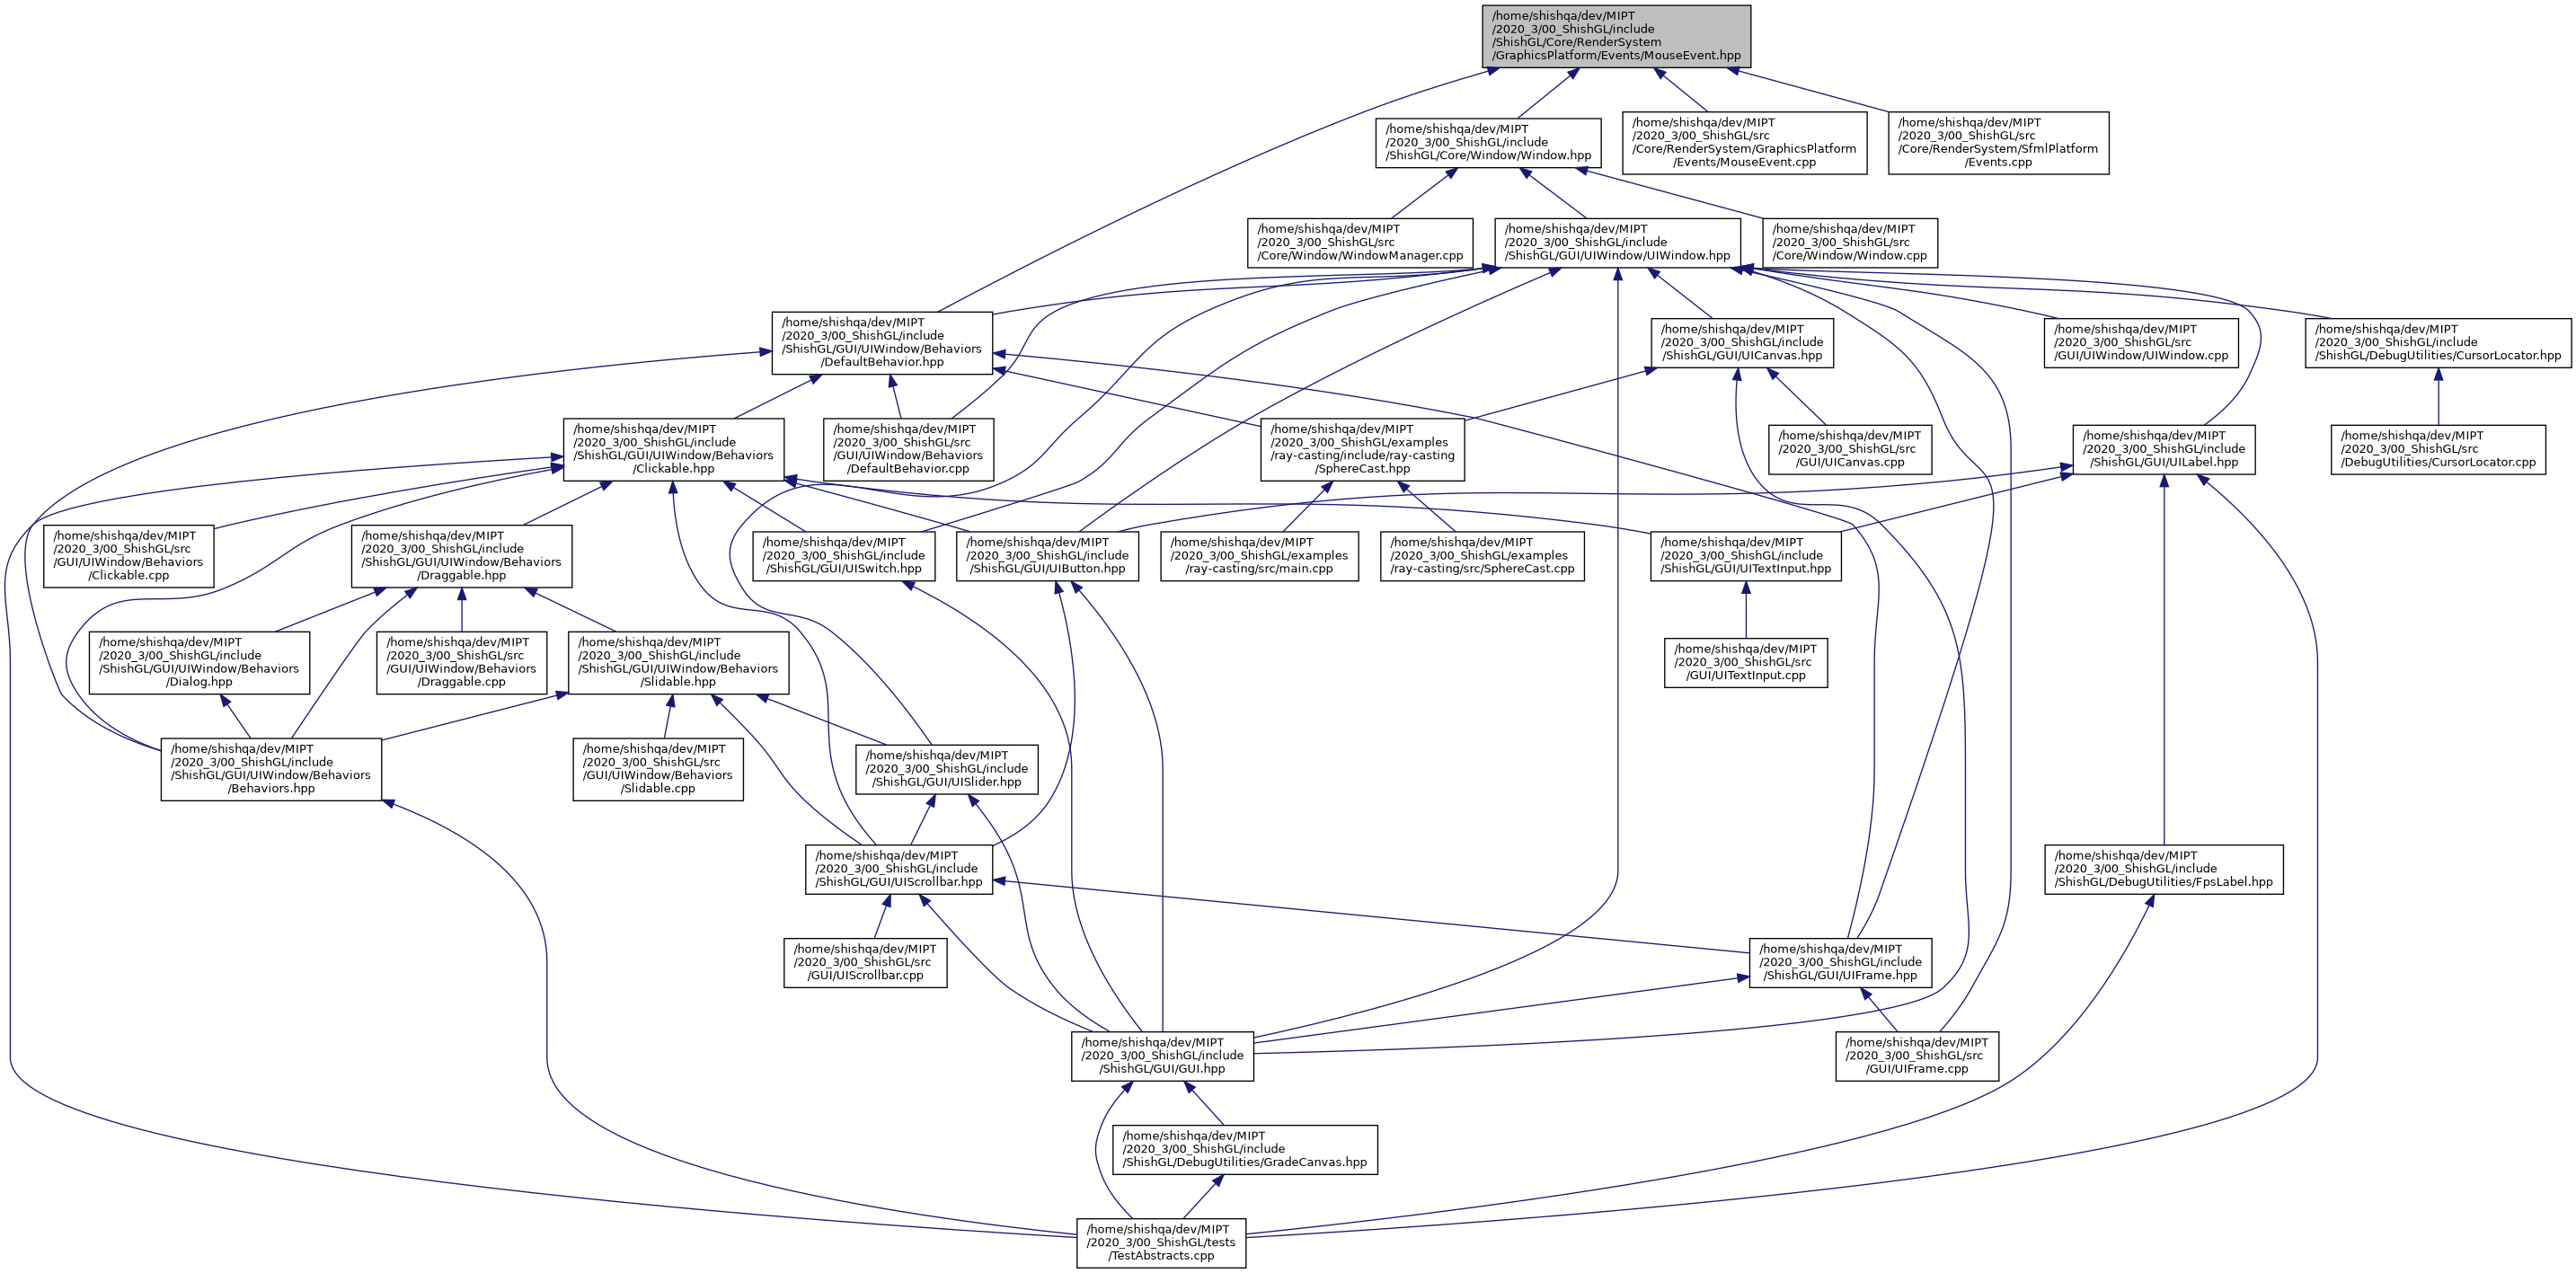 /home/shishqa/dev/MIPT
/2020_3/00_ShishGL/include
/ShishGL/Core/RenderSystem
/GraphicsPlatform/Events/MouseEvent.hpp
/home/shishqa/dev/MIPT
/2020_3/00_ShishGL/include
/ShishGL/Core/Window/Window.hpp
/home/shishqa/dev/MIPT
/2020_3/00_ShishGL/src
/Core/RenderSystem/GraphicsPlatform
/Events/MouseEvent.cpp
/home/shishqa/dev/MIPT
/2020_3/00_ShishGL/src
/Core/RenderSystem/SfmlPlatform
/Events.cpp
/home/shishqa/dev/MIPT
/2020_3/00_ShishGL/src
/Core/Window/WindowManager.cpp
/home/shishqa/dev/MIPT
/2020_3/00_ShishGL/include
/ShishGL/GUI/UIWindow/UIWindow.hpp
/home/shishqa/dev/MIPT
/2020_3/00_ShishGL/src
/Core/Window/Window.cpp
/home/shishqa/dev/MIPT
/2020_3/00_ShishGL/include
/ShishGL/GUI/UIWindow/Behaviors
/DefaultBehavior.hpp
/home/shishqa/dev/MIPT
/2020_3/00_ShishGL/include
/ShishGL/GUI/UICanvas.hpp
/home/shishqa/dev/MIPT
/2020_3/00_ShishGL/src
/GUI/UIWindow/UIWindow.cpp
/home/shishqa/dev/MIPT
/2020_3/00_ShishGL/include
/ShishGL/DebugUtilities/CursorLocator.hpp
/home/shishqa/dev/MIPT
/2020_3/00_ShishGL/include
/ShishGL/GUI/UIWindow/Behaviors
/Clickable.hpp
/home/shishqa/dev/MIPT
/2020_3/00_ShishGL/src
/GUI/UIWindow/Behaviors
/DefaultBehavior.cpp
/home/shishqa/dev/MIPT
/2020_3/00_ShishGL/examples
/ray-casting/include/ray-casting
/SphereCast.hpp
/home/shishqa/dev/MIPT
/2020_3/00_ShishGL/src
/GUI/UICanvas.cpp
/home/shishqa/dev/MIPT
/2020_3/00_ShishGL/include
/ShishGL/GUI/UILabel.hpp
/home/shishqa/dev/MIPT
/2020_3/00_ShishGL/src
/DebugUtilities/CursorLocator.cpp
/home/shishqa/dev/MIPT
/2020_3/00_ShishGL/src
/GUI/UIWindow/Behaviors
/Clickable.cpp
/home/shishqa/dev/MIPT
/2020_3/00_ShishGL/include
/ShishGL/GUI/UIWindow/Behaviors
/Draggable.hpp
/home/shishqa/dev/MIPT
/2020_3/00_ShishGL/include
/ShishGL/GUI/UISwitch.hpp
/home/shishqa/dev/MIPT
/2020_3/00_ShishGL/include
/ShishGL/GUI/UIButton.hpp
/home/shishqa/dev/MIPT
/2020_3/00_ShishGL/examples
/ray-casting/src/main.cpp
/home/shishqa/dev/MIPT
/2020_3/00_ShishGL/examples
/ray-casting/src/SphereCast.cpp
/home/shishqa/dev/MIPT
/2020_3/00_ShishGL/include
/ShishGL/GUI/UITextInput.hpp
/home/shishqa/dev/MIPT
/2020_3/00_ShishGL/include
/ShishGL/GUI/UIWindow/Behaviors
/Dialog.hpp
/home/shishqa/dev/MIPT
/2020_3/00_ShishGL/src
/GUI/UIWindow/Behaviors
/Draggable.cpp
/home/shishqa/dev/MIPT
/2020_3/00_ShishGL/include
/ShishGL/GUI/UIWindow/Behaviors
/Slidable.hpp
/home/shishqa/dev/MIPT
/2020_3/00_ShishGL/src
/GUI/UITextInput.cpp
/home/shishqa/dev/MIPT
/2020_3/00_ShishGL/include
/ShishGL/GUI/UIWindow/Behaviors
/Behaviors.hpp
/home/shishqa/dev/MIPT
/2020_3/00_ShishGL/src
/GUI/UIWindow/Behaviors
/Slidable.cpp
/home/shishqa/dev/MIPT
/2020_3/00_ShishGL/include
/ShishGL/GUI/UISlider.hpp
/home/shishqa/dev/MIPT
/2020_3/00_ShishGL/include
/ShishGL/GUI/UIScrollbar.hpp
/home/shishqa/dev/MIPT
/2020_3/00_ShishGL/include
/ShishGL/DebugUtilities/FpsLabel.hpp
/home/shishqa/dev/MIPT
/2020_3/00_ShishGL/src
/GUI/UIScrollbar.cpp
/home/shishqa/dev/MIPT
/2020_3/00_ShishGL/include
/ShishGL/GUI/UIFrame.hpp
/home/shishqa/dev/MIPT
/2020_3/00_ShishGL/include
/ShishGL/GUI/GUI.hpp
/home/shishqa/dev/MIPT
/2020_3/00_ShishGL/src
/GUI/UIFrame.cpp
/home/shishqa/dev/MIPT
/2020_3/00_ShishGL/include
/ShishGL/DebugUtilities/GradeCanvas.hpp
/home/shishqa/dev/MIPT
/2020_3/00_ShishGL/tests
/TestAbstracts.cpp